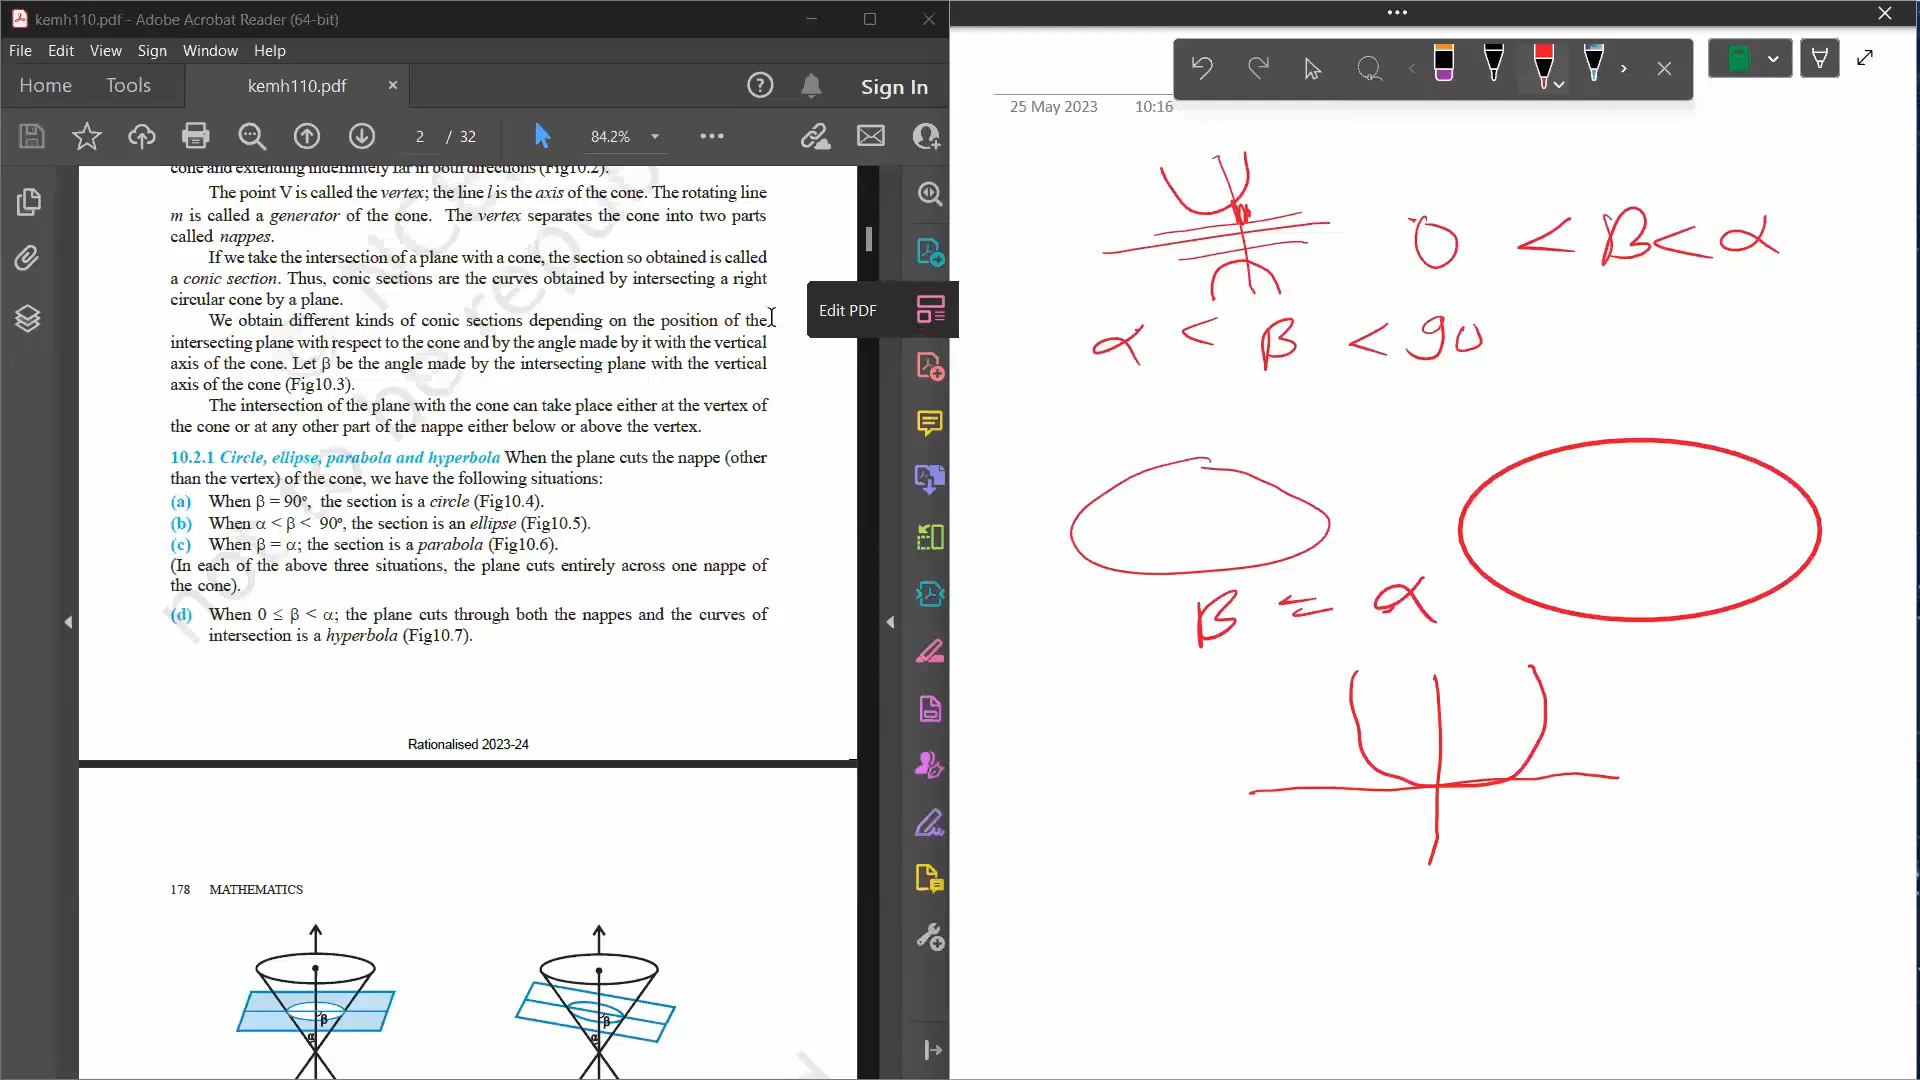 kemh110.pdf - Adobe Acrobat Reader (64-bit)
File Edit View Sign Window Help
Home Tools kemh110.pdf Sign In
2 / 32 84.2%
cone and extending indefinitely far in both directions (Fig10.2).
The point V is called the vertex; the line l is the axis of the cone. The rotating line
m is called a generator of the cone. The vertex separates the cone into two parts
called nappes.
If we take the intersection of a plane with a cone, the section so obtained is called
a conic section. Thus, conic sections are the curves obtained by intersecting a right
circular cone by a plane.
We obtain different kinds of conic sections depending on the position of the
intersecting plane with respect to the cone and by the angle made by it with the vertical
axis of the cone. Let β be the angle made by the intersecting plane with the vertical
axis of the cone (Fig10.3).
The intersection of the plane with the cone can take place either at the vertex of
the cone or at any other part of the nappe either below or above the vertex.
10.2.1 Circle, ellipse, parabola and hyperbola When the plane cuts the nappe (other
than the vertex) of the cone, we have the following situations:
(a) When β = 90°, the section is a circle (Fig10.4).
(b) When α < β < 90°, the section is an ellipse (Fig10.5).
(c) When β = α; the section is a parabola (Fig10.6).
(In each of the above three situations, the plane cuts entirely across one nappe of
the cone).
(d) When 0 ≤ β < α; the plane cuts through both the nappes and the curves of
intersection is a hyperbola (Fig10.7).
Rationalised 2023-24
178 MATHEMATICS
β
α
β
α
Edit PDF
25 May 2023 10:16
0 < β < α
α < β < 90
β = α